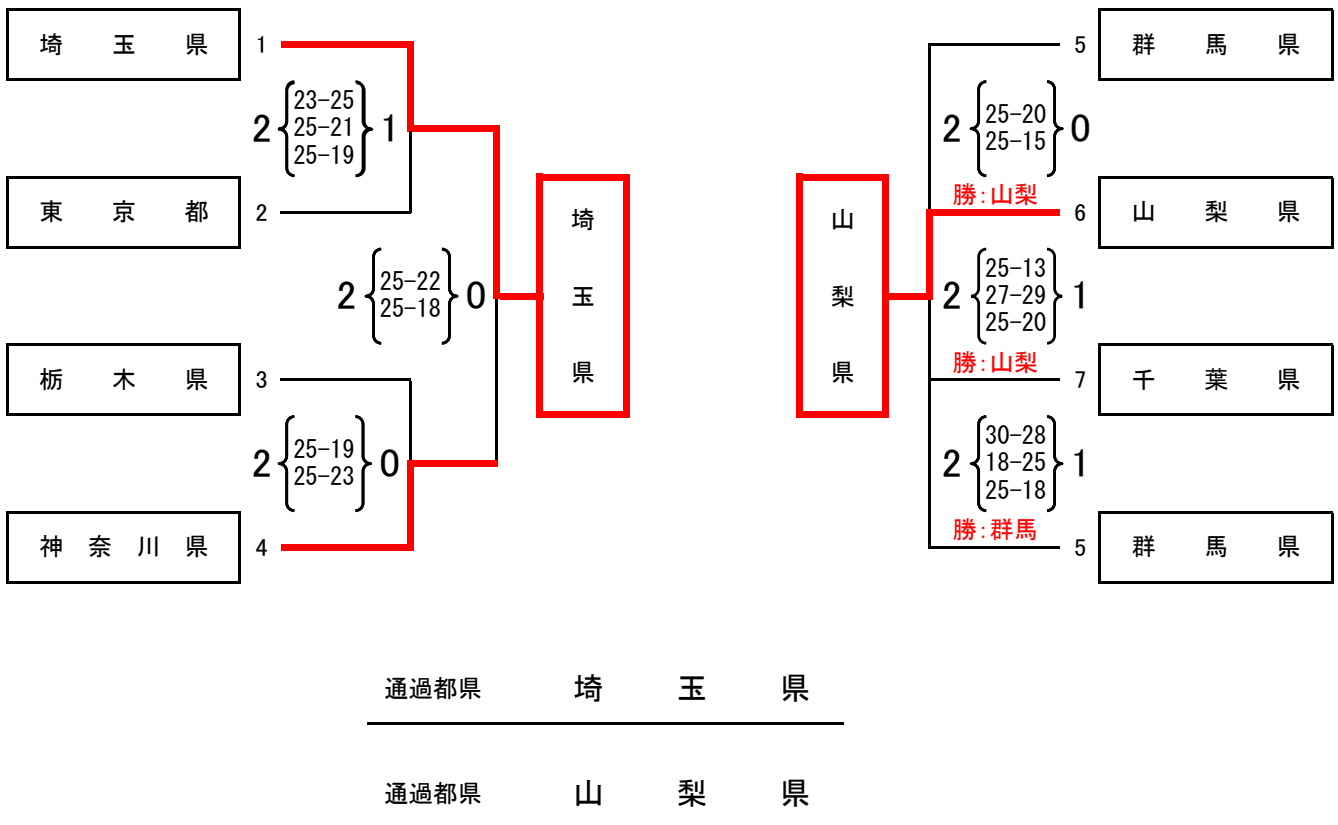 埼玉県 1
23-25
2 25-21 1
25-19
東京都 2
2 25-22 0
25-18
栃木県 3
2 25-19 0
25-23
神奈川県 4
埼玉県
山梨県
5 群馬県
2 25-20 0
25-15
勝:山梨
6 山梨県
25-13
2 27-29 1
25-20
勝:山梨
7 千葉県
30-28
2 18-25 1
25-18
勝:群馬
5 群馬県
通過都県 埼玉県
通過都県 山梨県